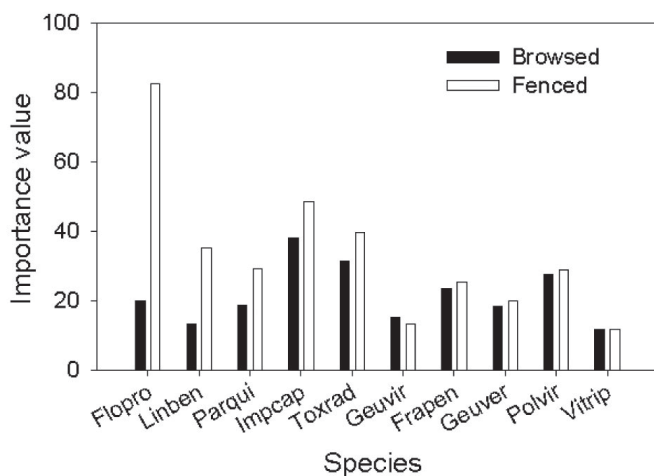 100
80
60
40
20
0
Importance value
Browsed
Fenced
Flopro
Linben
Parqui
Impcap
Toxrad
Geuvir
Frapen
Geuver
Polvir
Vitrip
Species